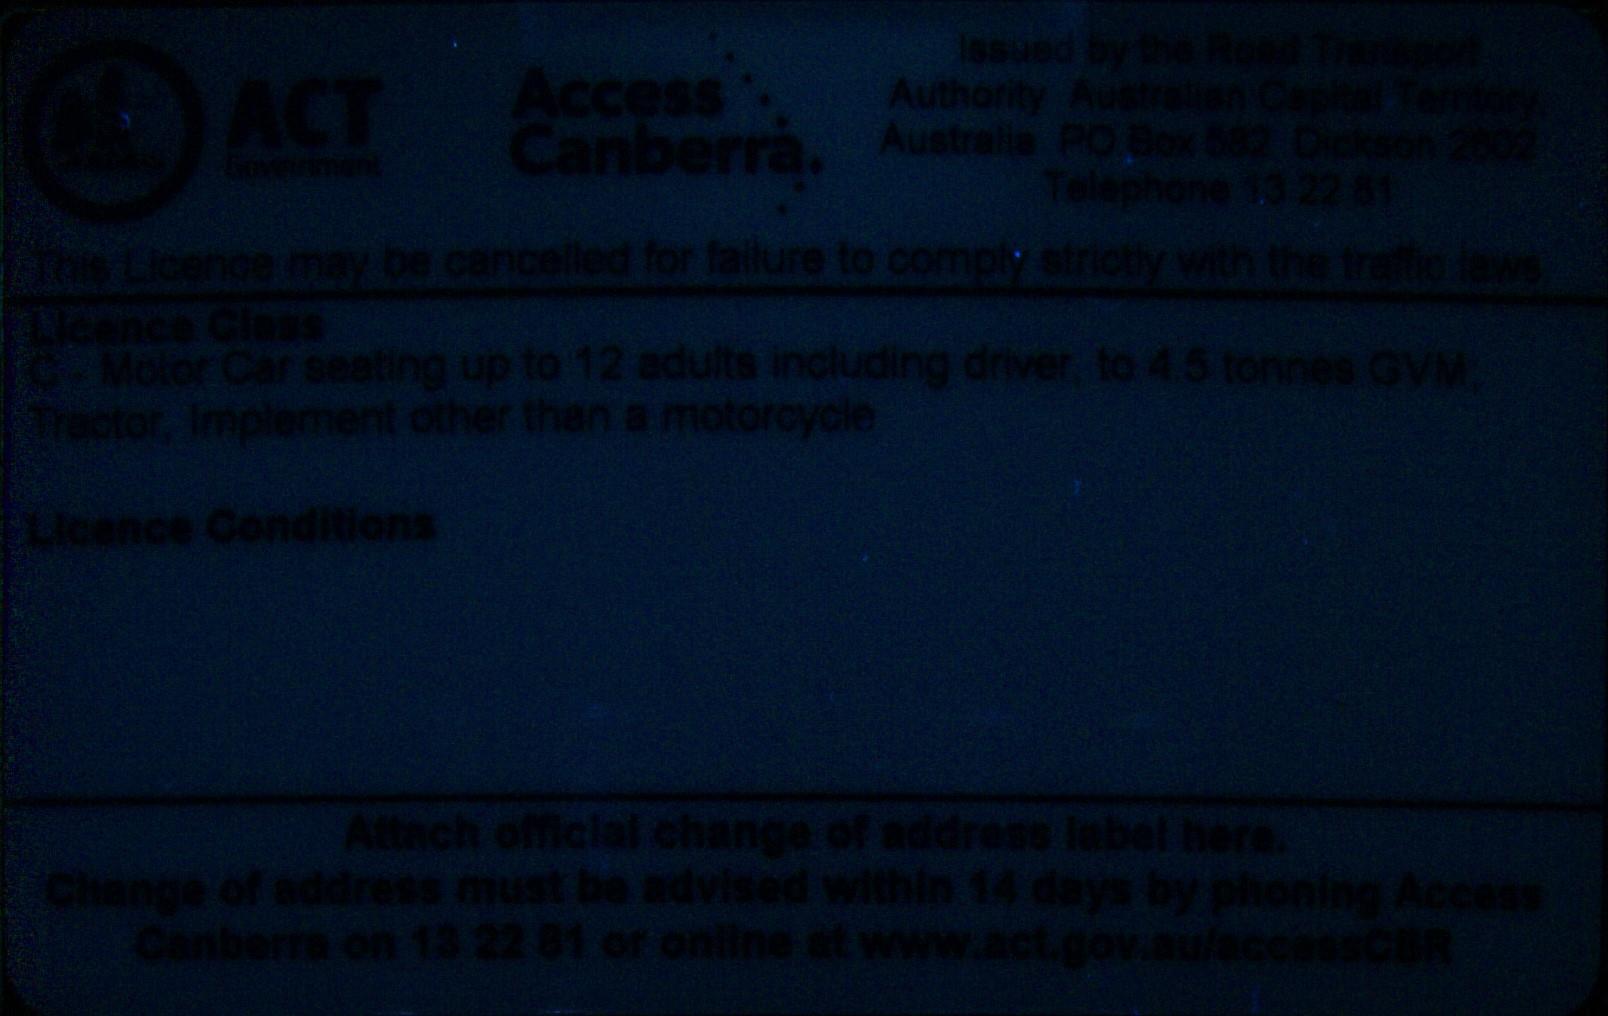 ACT
Government
Access
Canberra.
Issued by the Road Transport
Authority Australian Capital Territory,
Australia PO Box 582 Dickson 2602
Telephone 13 22 81
This Licence may be cancelled for failure to comply strictly with the traffic laws.
Licence Class
C - Motor Car seating up to 12 adults including driver, to 4.5 tonnes GVM;
Tractor, Implement other than a motorcycle
Licence Conditions
Attach official change of address label here.
Change of address must be advised within 14 days by phoning Access
Canberra on 13 22 81 or online at www.act.gov.au/accessCBR